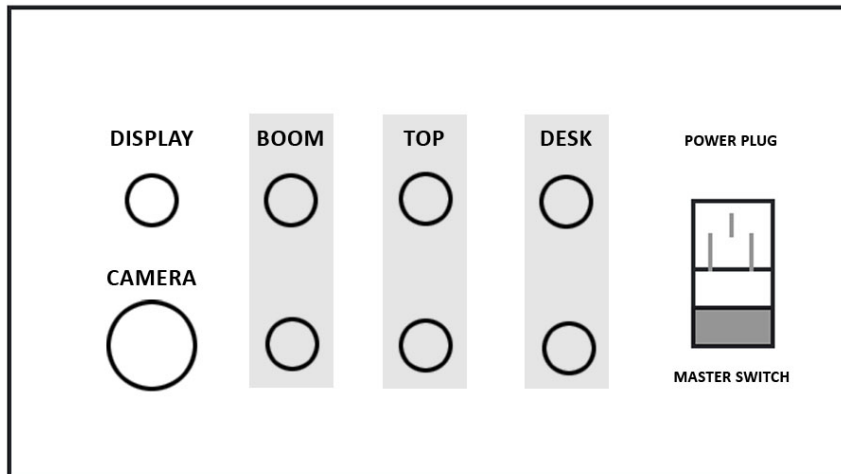 DISPLAY
BOOM
TOP
DESK
POWER PLUG
CAMERA
MASTER SWITCH